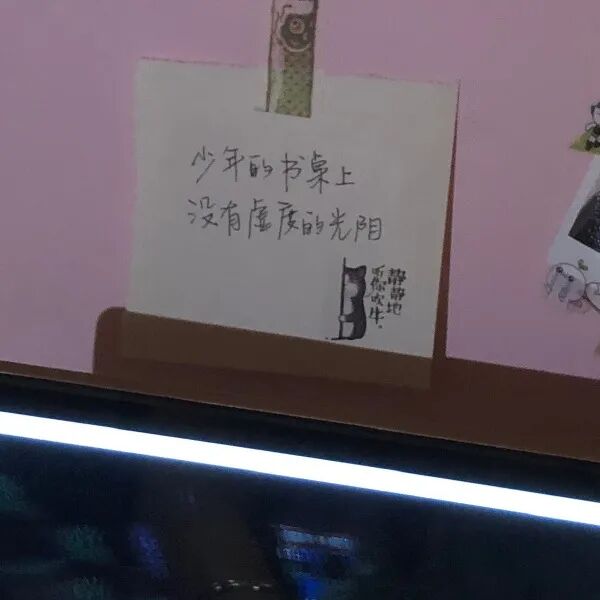 少年的书桌上
没有虚度的光阴
静静地
听你吹牛。